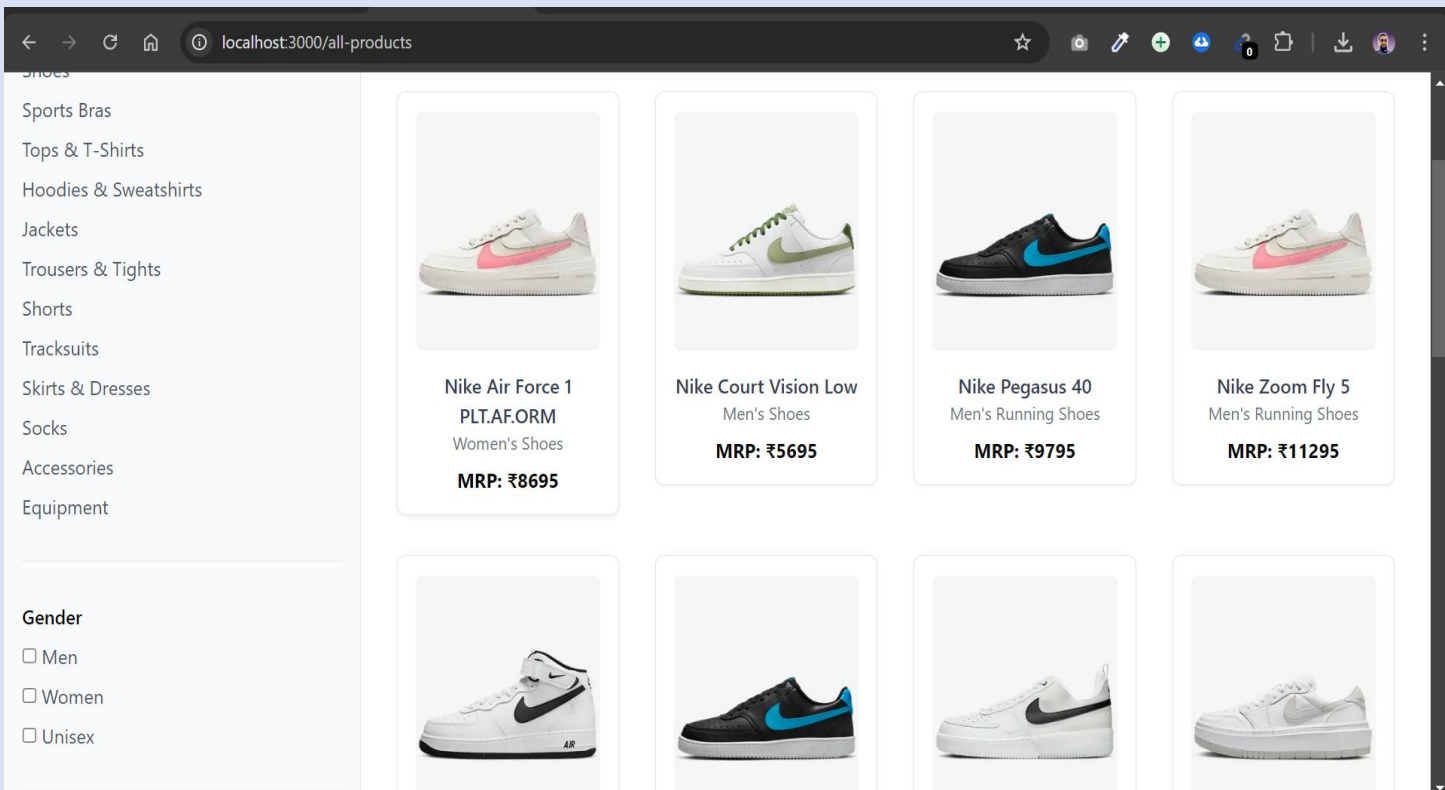 localhost:3000/all-products
0
Shoes
Sports Bras
Tops & T-Shirts
Hoodies & Sweatshirts
Jackets
Trousers & Tights
Shorts
Tracksuits
Skirts & Dresses
Socks
Accessories
Equipment
Gender
Men
Women
Unisex
Nike Air Force 1
PLT.AF.ORM
Women's Shoes
MRP: ₹8695
Nike Court Vision Low
Men's Shoes
MRP: ₹5695
Nike Pegasus 40
Men's Running Shoes
MRP: ₹9795
Nike Zoom Fly 5
Men's Running Shoes
MRP: ₹11295
AIR